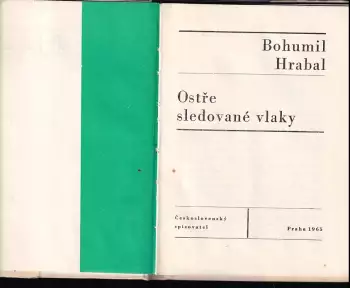 Bohumil
Hrabal
Ostře
sledované vlaky
Československý
spisovatel
Praha 1965